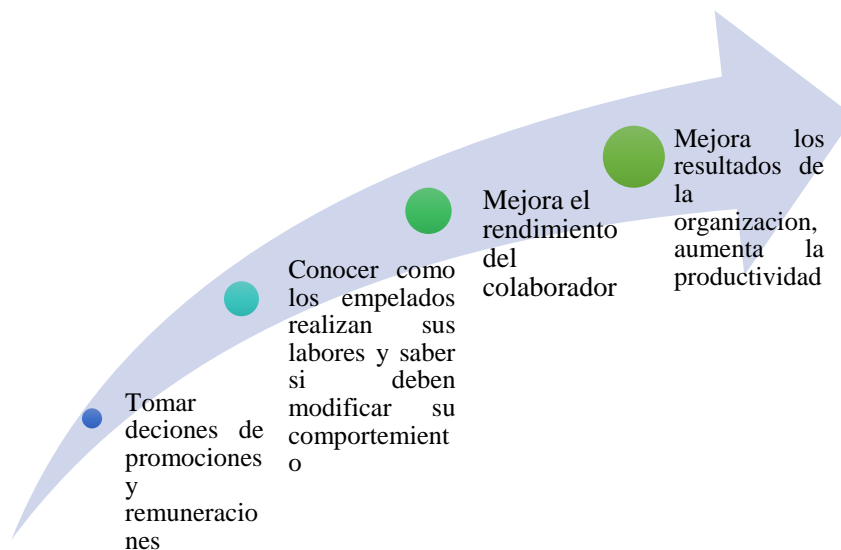 Tomar
deciones de
promociones
y
remuneracio
nes
Conocer como
los empelados
realizan sus
labores y saber
si deben
modificar su
comportemient
o
Mejora el
rendimiento
del
colaborador
Mejora los
resultados de
la
organizacion,
aumenta la
productividad